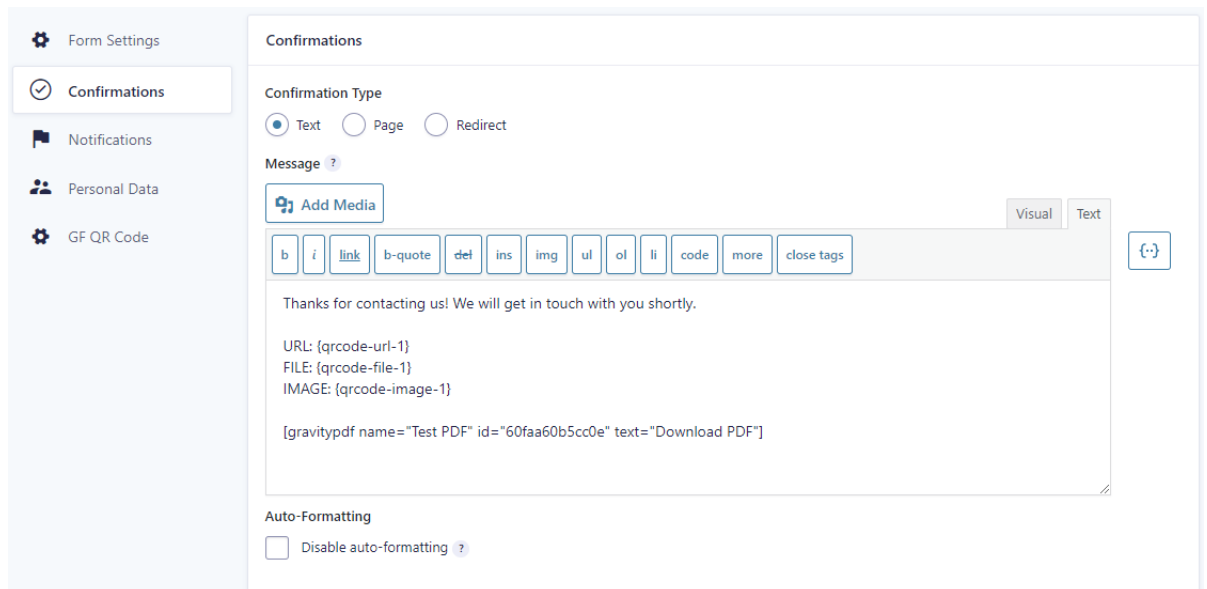 Form Settings
Confirmations
Notifications
Personal Data
GF QR Code
Confirmations
Confirmation Type
Text Page Redirect
Message ?
Add Media
Visual Text
b i link b-quote del ins img ul ol li code more close tags
{··}
Thanks for contacting us! We will get in touch with you shortly.
URL: {qrcode-url-1}
FILE: {qrcode-file-1}
IMAGE: {qrcode-image-1}
[gravitypdf name="Test PDF" id="60faa60b5cc0e" text="Download PDF"]
Auto-Formatting
Disable auto-formatting ?